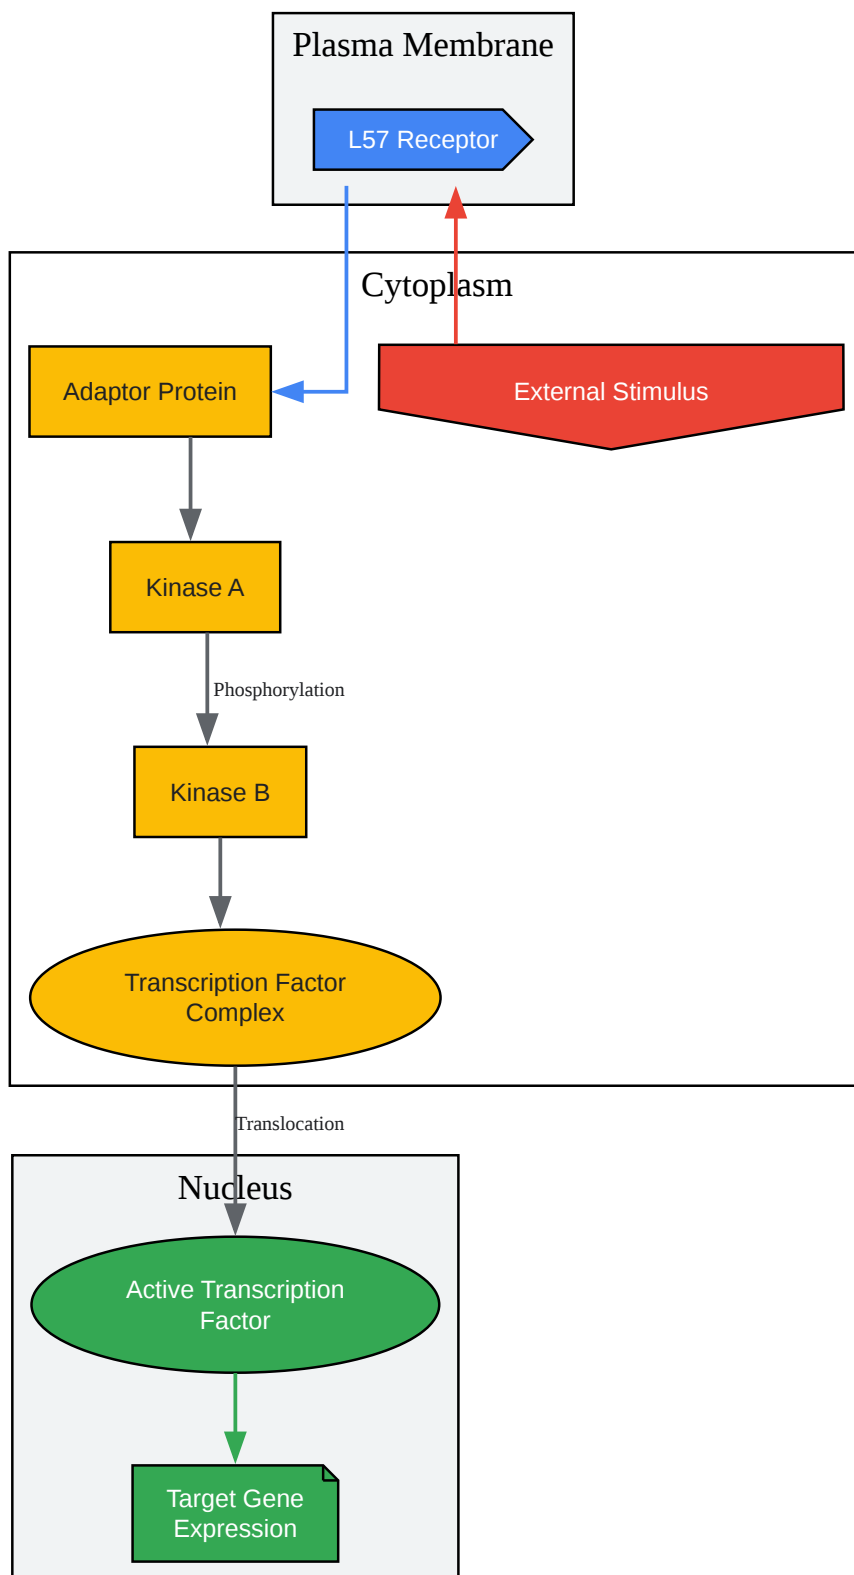 Plasma Membrane
L57 Receptor
Cytoplasm
Adaptor Protein
External Stimulus
Kinase A
Phosphorylation
Kinase B
Transcription Factor
Complex
Translocation
Nucleus
Active Transcription
Factor
Target Gene
Expression